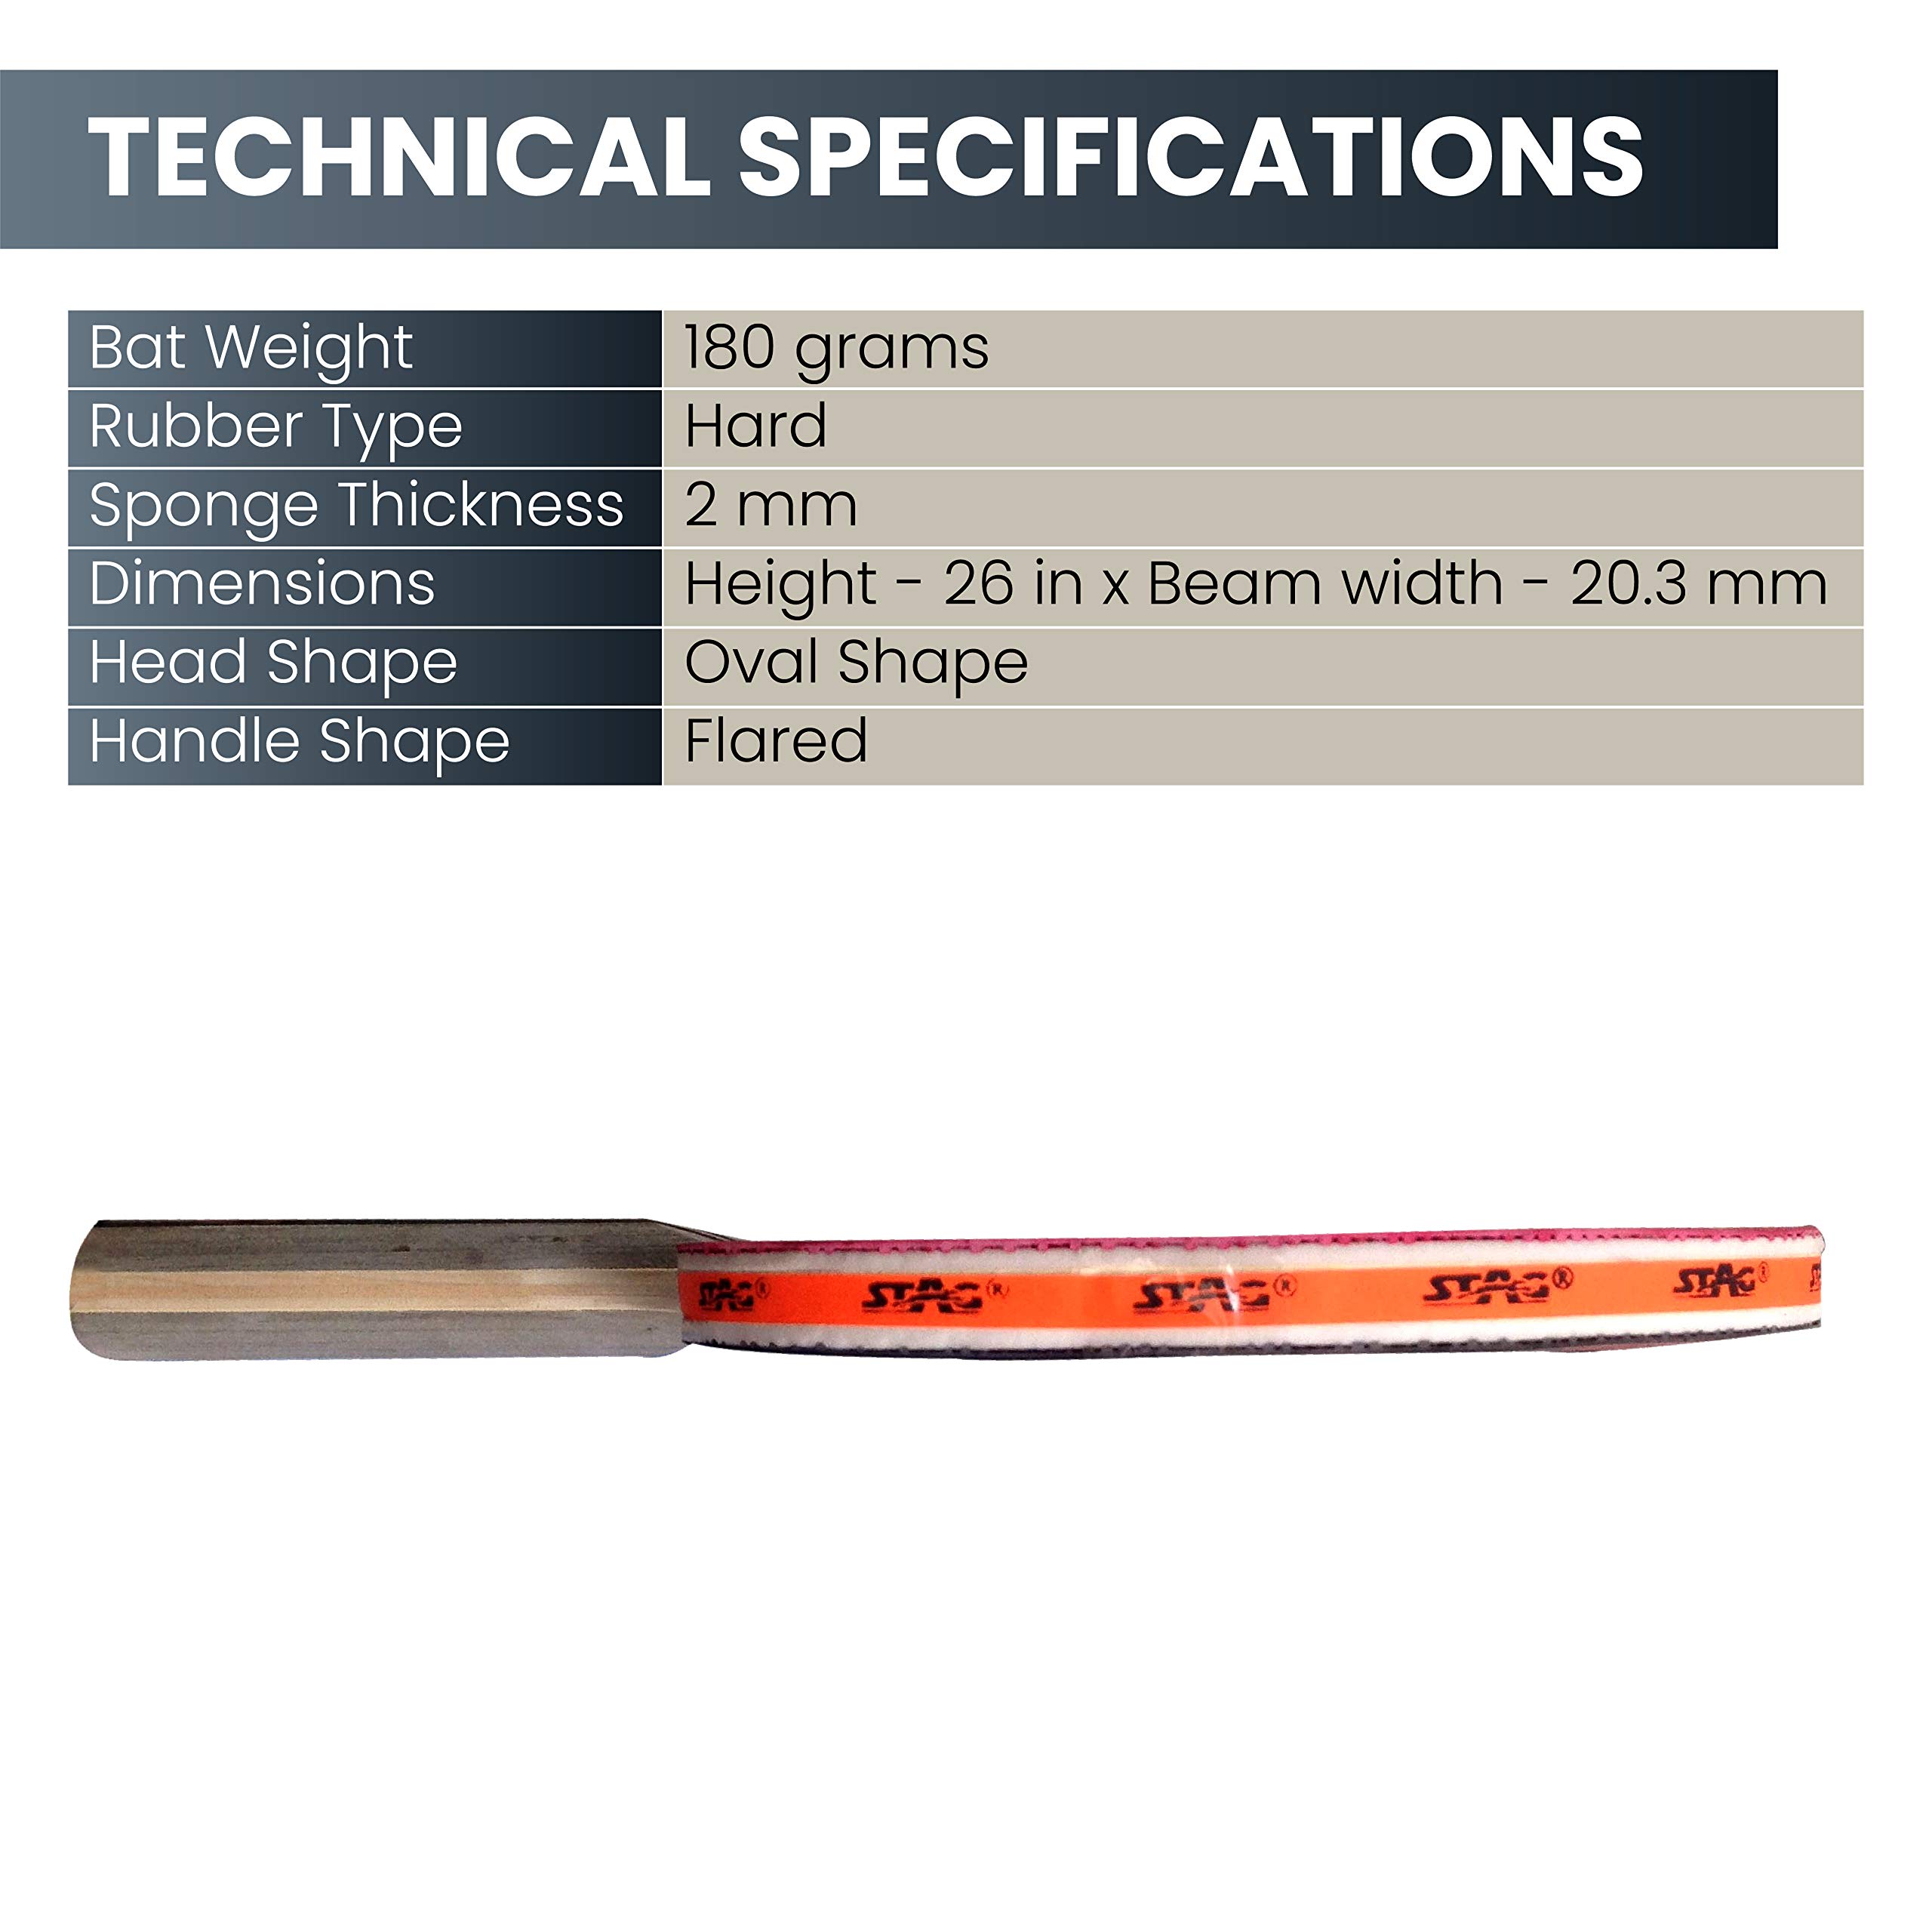 TECHNICAL SPECIFICATIONS
Bat Weight 180 grams
Rubber Type Hard
Sponge Thickness 2 mm
Dimensions Height - 26 in x Beam width - 20.3 mm
Head Shape Oval Shape
Handle Shape Flared
STAG® STAG® STAG® STAG® STAG®